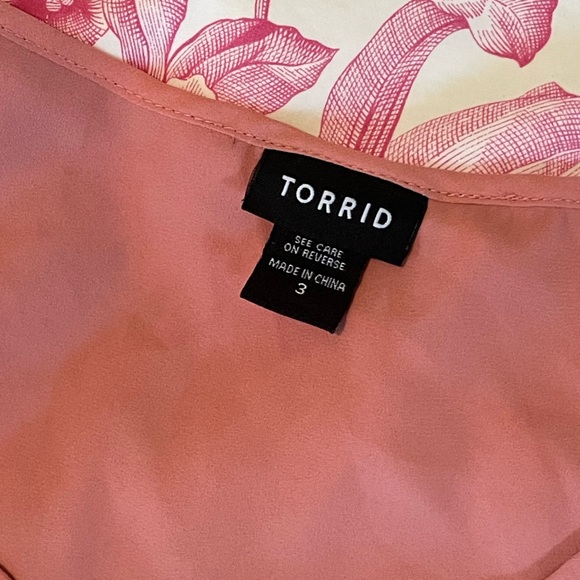 TORRID
SEE CARE
ON REVERSE
MADE IN CHINA
3